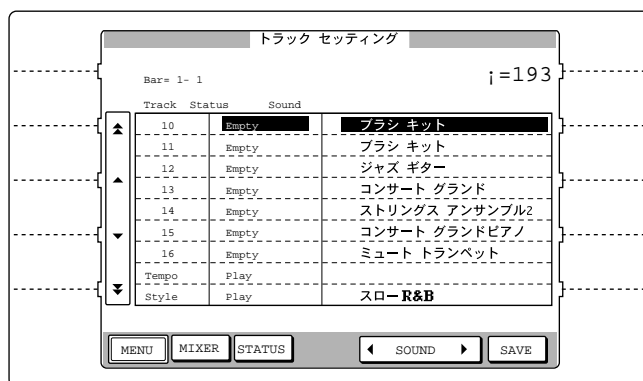 トラック セッティング
Bar= 1- 1 ¡=193
Track Status Sound
10 Empty ブラシ キット
11 Empty ブラシ キット
12 Empty ジャズ ギター
13 Empty コンサート グランド
14 Empty ストリングス アンサンブル2
15 Empty コンサート グランドピアノ
16 Empty ミュート トランペット
Tempo Play
Style Play スローR&B
MENU MIXER STATUS SOUND SAVE